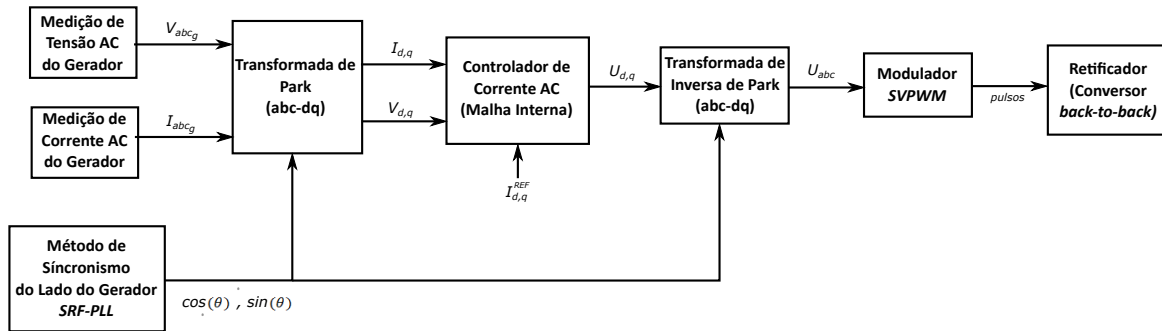 Medição de
Tensão AC
do Gerador
V_abc_g
Medição de
Corrente AC
do Gerador
I_abc_g
Transformada de
Park
(abc-dq)
I_d,q
V_d,q
Controlador de
Corrente AC
(Malha Interna)
I_d,q^REF
U_d,q
Transformada de
Inversa de Park
(abc-dq)
U_abc
Modulador
SVPWM
pulsos
Retificador
(Conversor
back-to-back)
Método de
Síncronismo
do Lado do Gerador
SRF-PLL
cos(θ) , sin(θ)